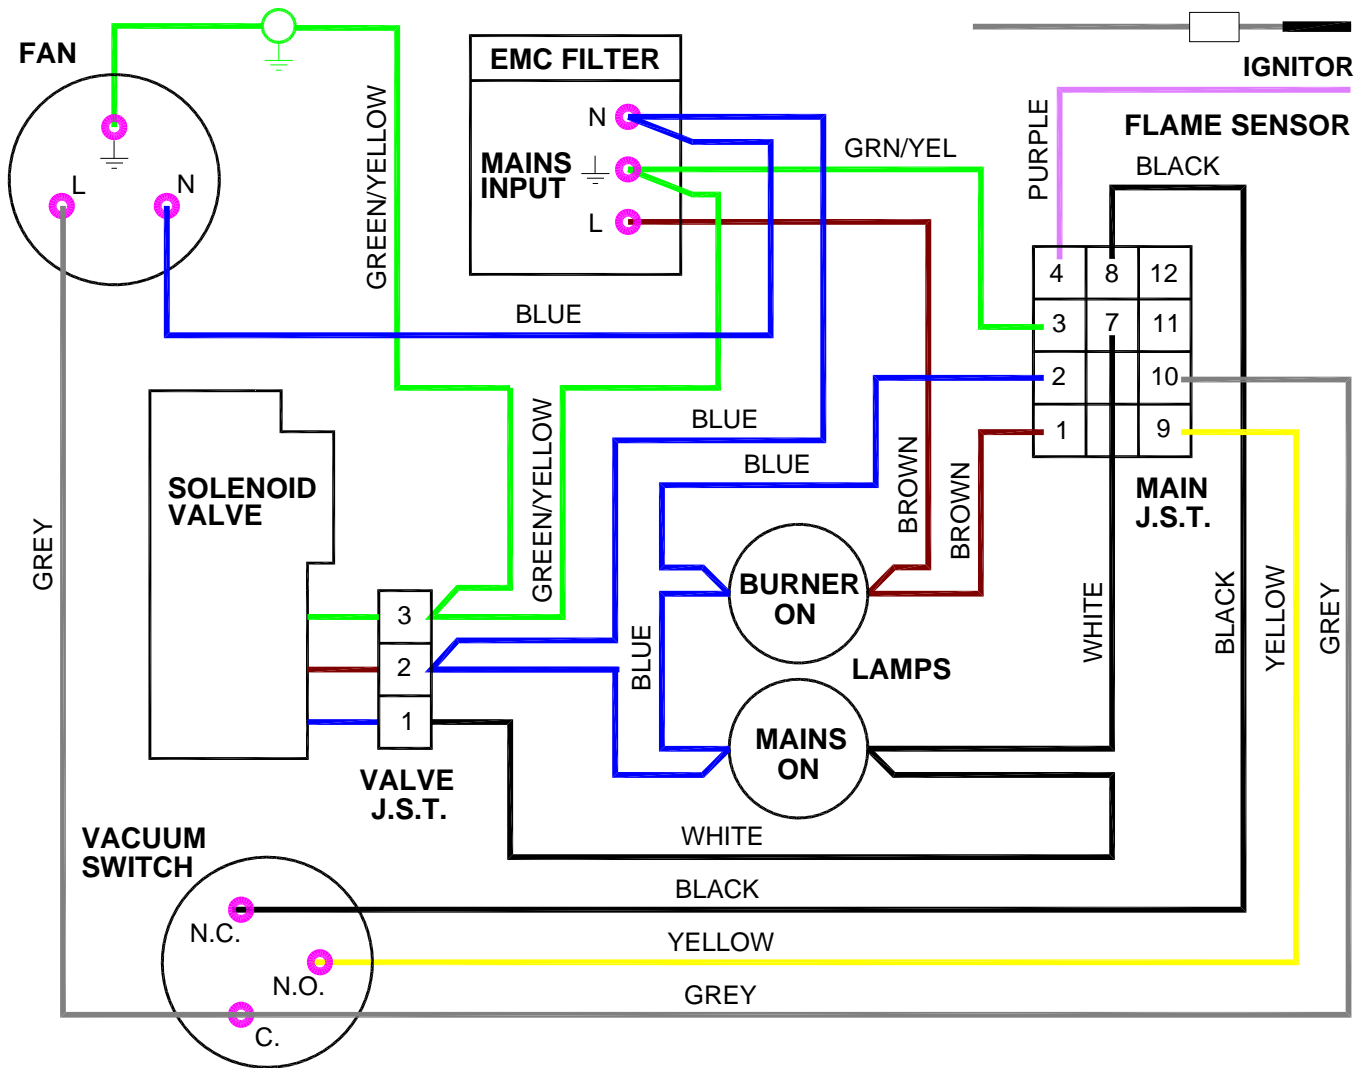 FAN
EMC FILTER
IGNITOR
N
MAINS
INPUT
L
GRN/YEL
PURPLE
FLAME SENSOR
BLACK
L
N
GREEN/YELLOW
4
8
12
3
7
11
2
10
1
9
BLUE
BLUE
BLUE
BROWN
BROWN
MAIN
J.S.T.
SOLENOID
VALVE
GREEN/YELLOW
GREY
BURNER
ON
WHITE
BLACK
YELLOW
GREY
3
2
1
BLUE
LAMPS
MAINS
ON
VALVE
J.S.T.
WHITE
VACUUM
SWITCH
BLACK
N.C.
YELLOW
N.O.
GREY
C.